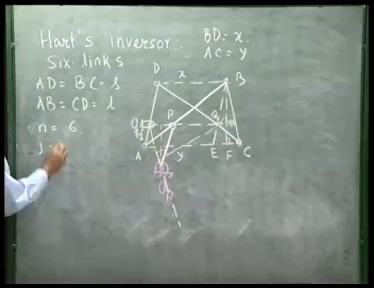 Hart's inversor:.
BD = x.
Six links
AC = y
AD = BC = s
AB = CD = l
n = 6
j =
D
x
B
P
A
y
E
F
C